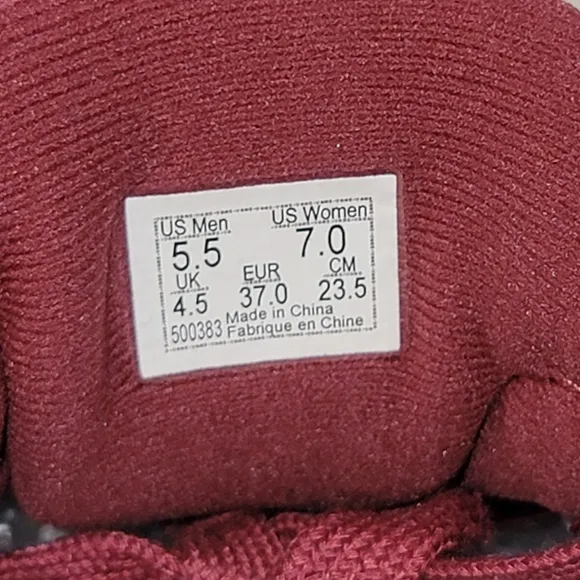 US Men US Women
5.5 7.0
UK EUR CM
4.5 37.0 23.5
Made in China
500383 Fabrique en Chine